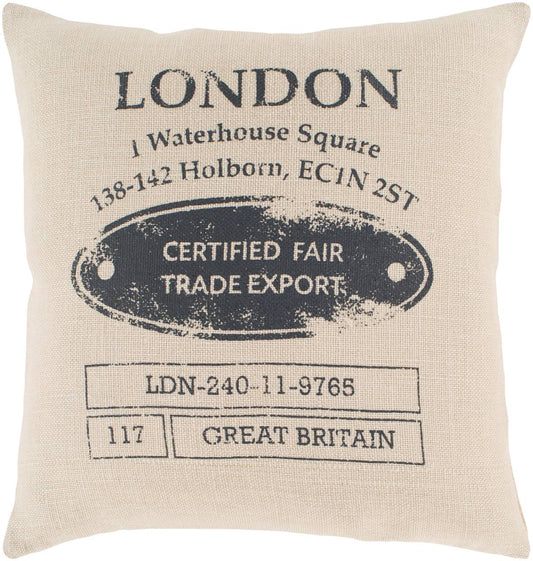 LONDON
1 Waterhouse Square
138-142 Holborn, EC1N 2ST
CERTIFIED FAIR
TRADE EXPORT
LDN-240-11-9765
117 GREAT BRITAIN